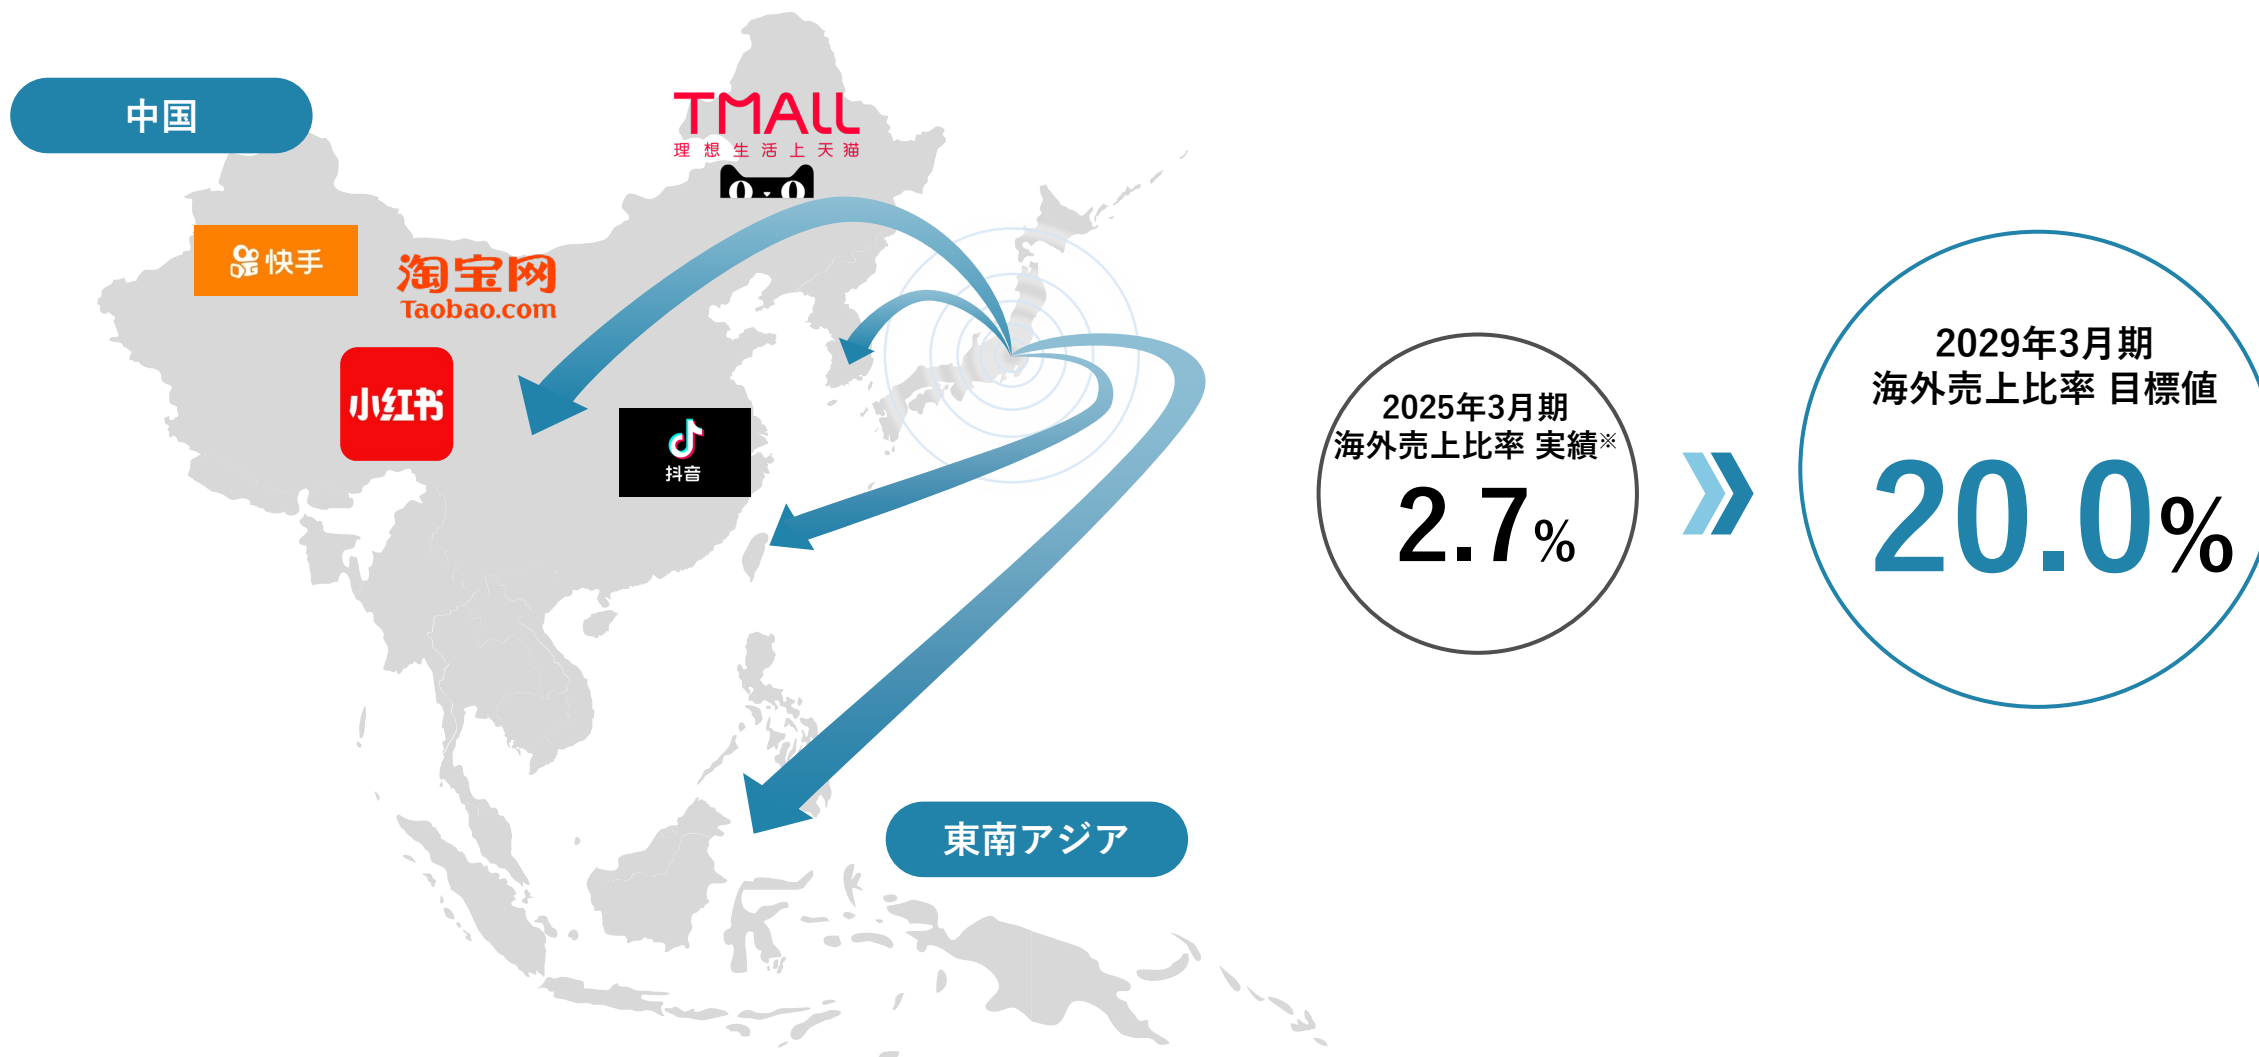 中国
TMALL
理想生活上天猫
快手
淘宝网
Taobao.com
小红书
抖音
東南アジア
2025年3月期
海外売上比率 実績※
2.7%
2029年3月期
海外売上比率 目標値
20.0%